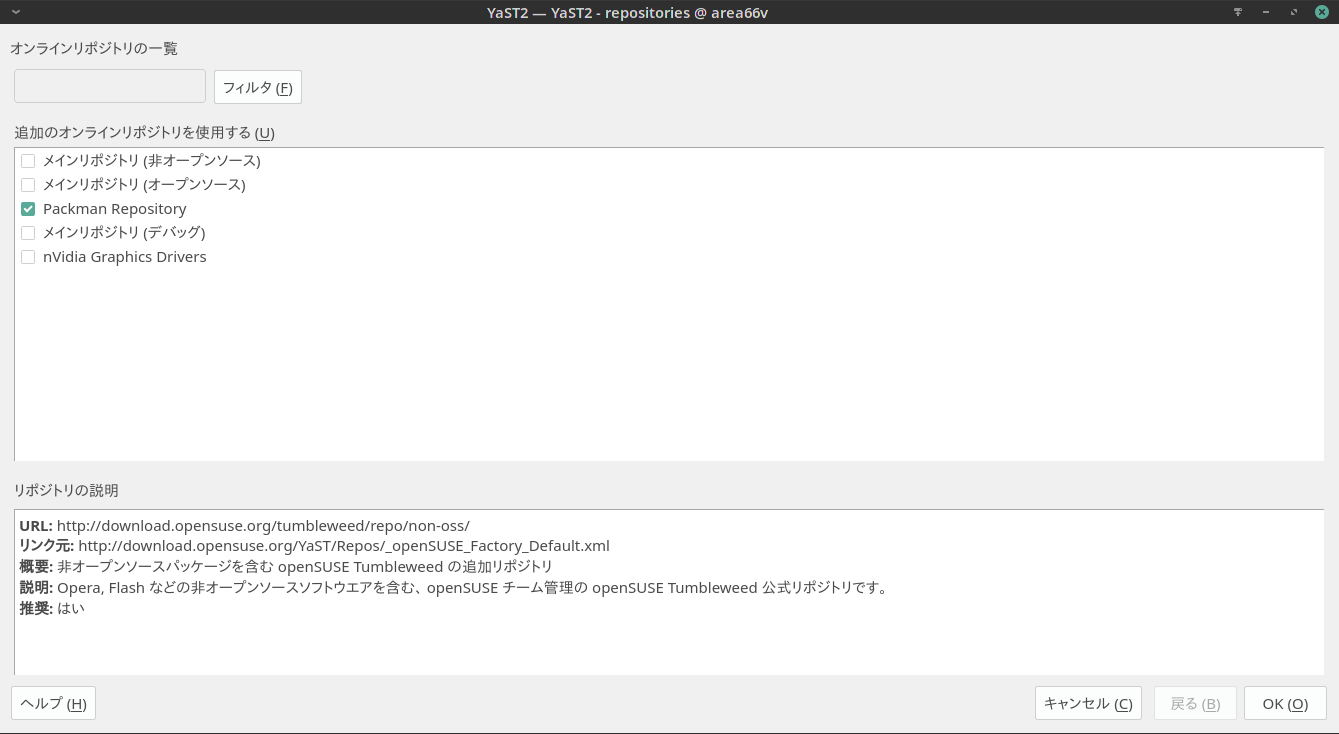 YaST2 — YaST2 - repositories @ area66v
オンラインリポジトリの一覧
フィルタ (F)
追加のオンラインリポジトリを使用する (U)
メインリポジトリ (非オープンソース)
メインリポジトリ (オープンソース)
Packman Repository
メインリポジトリ (デバッグ)
nVidia Graphics Drivers
リポジトリの説明
URL: http://download.opensuse.org/tumbleweed/repo/non-oss/
リンク元: http://download.opensuse.org/YaST/Repos/_openSUSE_Factory_Default.xml
概要: 非オープンソースパッケージを含む openSUSE Tumbleweed の追加リポジトリ
説明: Opera, Flash などの非オープンソースソフトウエアを含む、openSUSE チーム管理の openSUSE Tumbleweed 公式リポジトリです。
推奨: はい
ヘルプ (H)
キャンセル (C)
戻る (B)
OK (O)